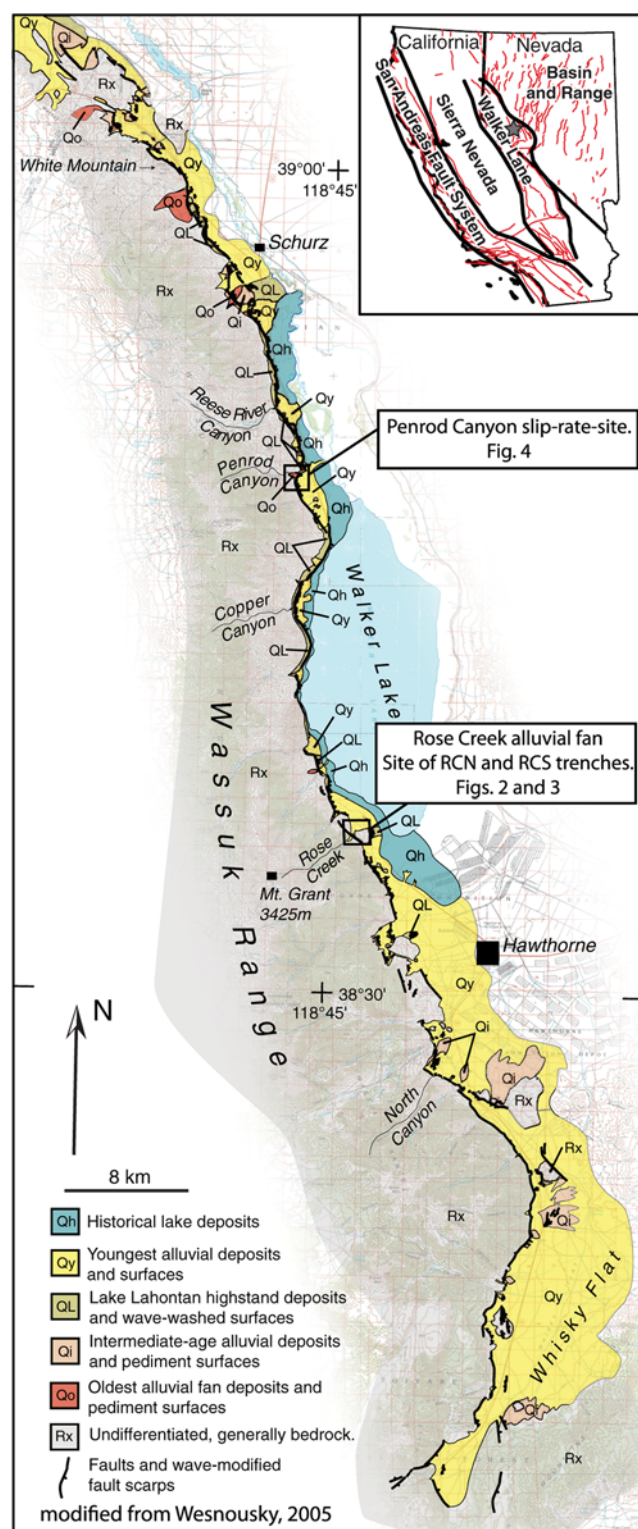 Qy
Qi
Rx
Qo
Rx
White Mountain
Qy
39°00'
118°45'
Qo
QL
Schurz
Qy
Rx
QL
Qo
Qy
Qi
Qh
QL
Reese River
Canyon
Qy
QL
Qh
Penrod
Canyon
Qy
Qo
Qh
Rx
QL
Copper
Canyon
Qh
Qy
QL
Walker Lake
Qy
QL
Qh
Rx
QL
Rose
Creek
Qh
Mt. Grant
3425m
QL
Hawthorne
Qy
Wassuk Range
38°30'
118°45'
N
Qi
Qi
Rx
North
Canyon
Rx
Rx
Qi
Qy
Whisky Flat
Qi
Rx
California
Nevada
Basin
and Range
San Andreas Fault System
Sierra Nevada
Walker Lane
Penrod Canyon slip-rate-site.
Fig. 4
Rose Creek alluvial fan
Site of RCN and RCS trenches.
Figs. 2 and 3
8 km
Qh Historical lake deposits
Qy Youngest alluvial deposits
and surfaces
QL Lake Lahontan highstand deposits
and wave-washed surfaces
Qi Intermediate-age alluvial deposits
and pediment surfaces
Qo Oldest alluvial fan deposits and
pediment surfaces
Rx Undifferentiated, generally bedrock.
Faults and wave-modified
fault scarps
modified from Wesnousky, 2005